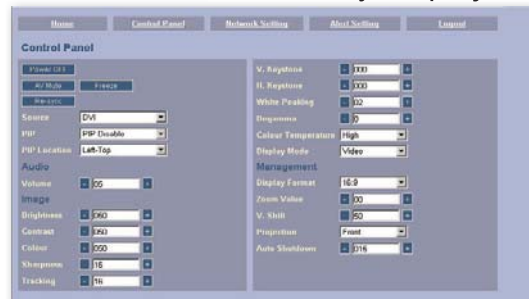 Home Control Panel Network Setting Alert Setting Logout
Control Panel
Power OFF
AV Mute Freeze
Re-sync
Source DVI
PIP PIP Disable
PIP Location Left-Top
Audio
Volume - 05 +
Image
Brightness - 050 +
Contrast - 050 +
Colour - 050 +
Sharpness - 16 +
Tracking - 16 +
V. Keystone - 000 +
H. Keystone - 000 +
White Peaking - 02 +
Degamma - 0 +
Colour Temperature High
Display Mode Video
Management
Display Format 16:9
Zoom Value - 00 +
V. Shift - 50 +
Projection Front
Auto Shutdown - 016 +